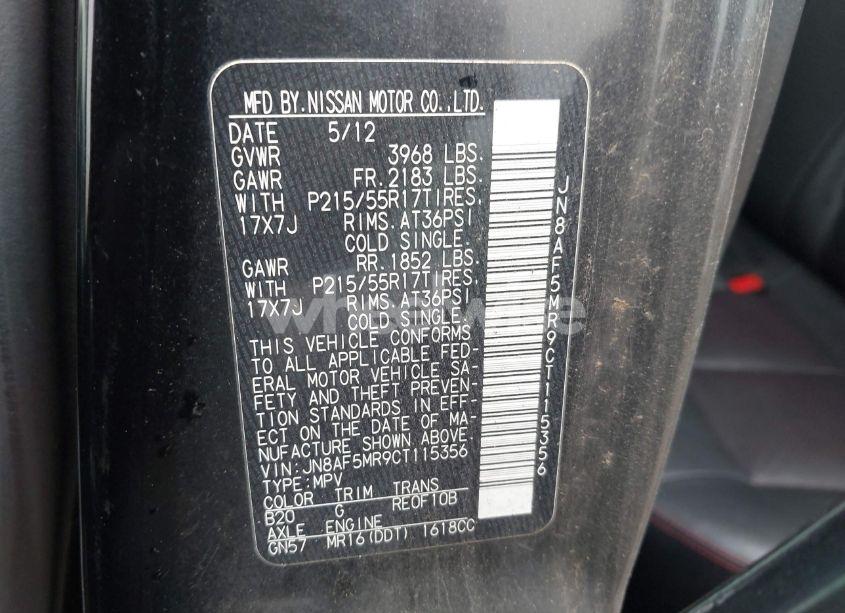 MFD BY.NISSAN MOTOR CO.,LTD.
DATE 5/12
GVWR 3968 LBS.
GAWR FR.2183 LBS.
WITH P215/55R17TIRES.
17X7J RIMS.AT36PSI
COLD SINGLE.
GAWR RR.1852 LBS.
WITH P215/55R17TIRES.
17X7J RIMS.AT36PSI
COLD SINGLE.
THIS VEHICLE CONFORMS
TO ALL APPLICABLE FED-
ERAL MOTOR VEHICLE SA-
FETY AND THEFT PREVEN-
TION STANDARDS IN EFF-
ECT ON THE DATE OF MA-
NUFACTURE SHOWN ABOVE.
VIN:JN8AF5MR9CT115356
TYPE:MPV
COLOR TRIM TRANS
B20 G REOF10B
AXLE ENGINE
GN57 MR16(DDT) 1618CC
JN8AF5MR9CT115356